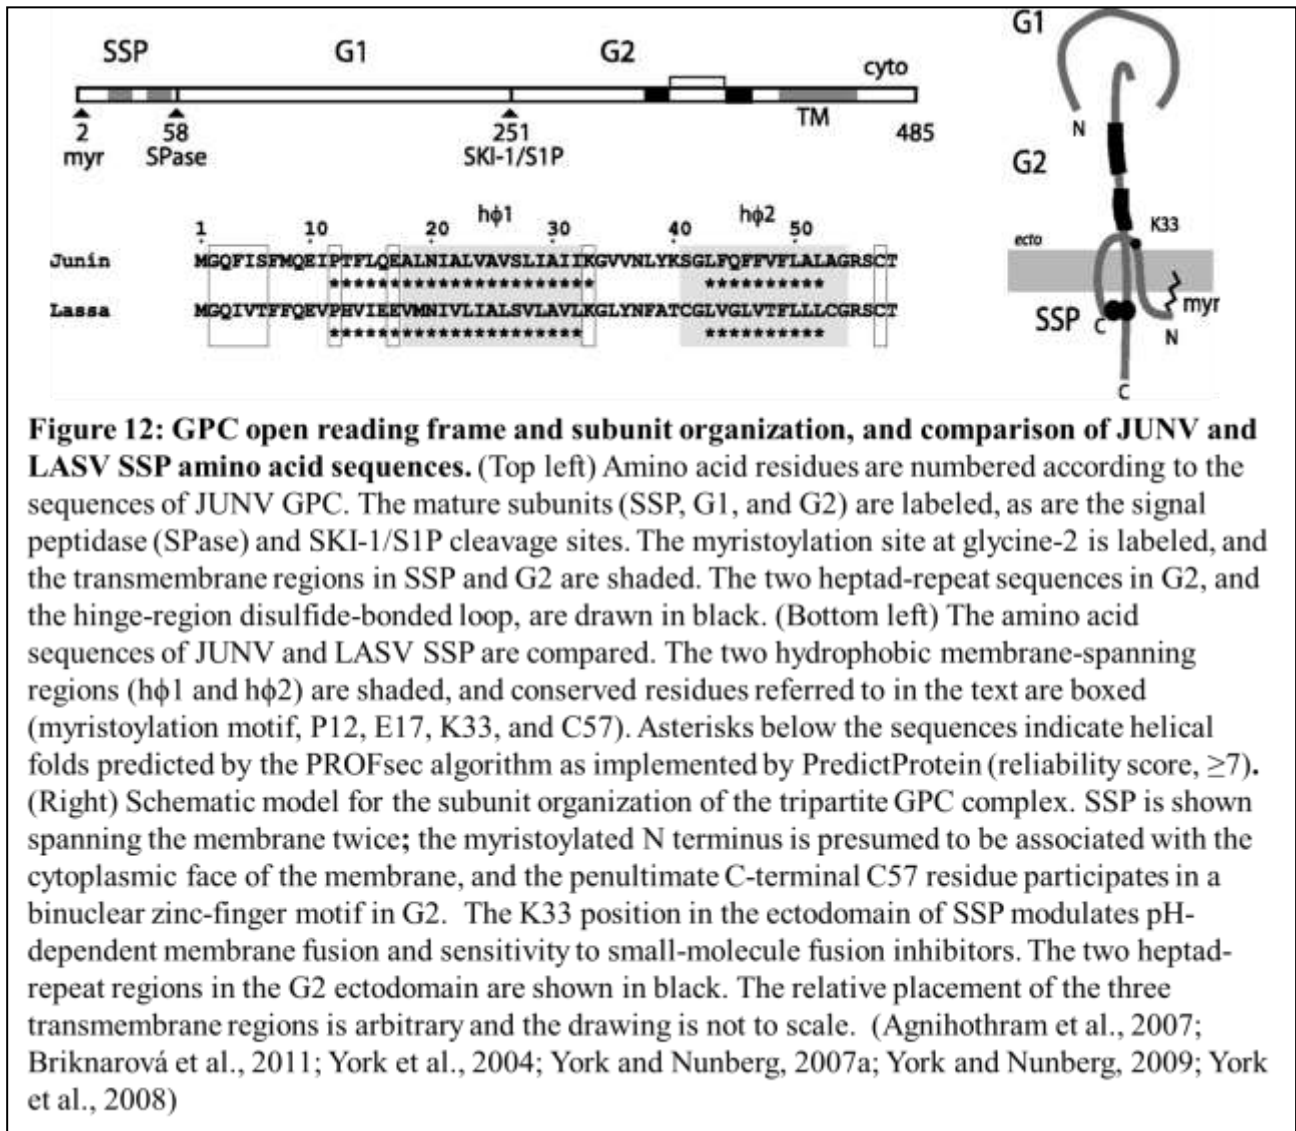 SSP G1 G2 cyto
TM
2 58 251 485
myr SPase SKI-1/S1P
hϕ1 hϕ2
1 10 20 30 40 50
Junín MGQFISFMQEIPTFLQEALNIALVAVSLIAIIKGVVNLYKSGLFQFFVFLALAGRSCT
********************* **********
Lassa MGQIVTFFQEVPHVIEEVMNIVLIALSVLAVLKGLYNFATCGLVGLVTFLLLCGRSCT
******************** **********
G1
N
G2
K33
ecto
SSP C myr
N
C
Figure 12: GPC open reading frame and subunit organization, and comparison of JUNV and
LASV SSP amino acid sequences. (Top left) Amino acid residues are numbered according to the
sequences of JUNV GPC. The mature subunits (SSP, G1, and G2) are labeled, as are the signal
peptidase (SPase) and SKI-1/S1P cleavage sites. The myristoylation site at glycine-2 is labeled, and
the transmembrane regions in SSP and G2 are shaded. The two heptad-repeat sequences in G2, and
the hinge-region disulfide-bonded loop, are drawn in black. (Bottom left) The amino acid
sequences of JUNV and LASV SSP are compared. The two hydrophobic membrane-spanning
regions (hϕ1 and hϕ2) are shaded, and conserved residues referred to in the text are boxed
(myristoylation motif, P12, E17, K33, and C57). Asterisks below the sequences indicate helical
folds predicted by the PROFsec algorithm as implemented by PredictProtein (reliability score, ≥7).
(Right) Schematic model for the subunit organization of the tripartite GPC complex. SSP is shown
spanning the membrane twice; the myristoylated N terminus is presumed to be associated with the
cytoplasmic face of the membrane, and the penultimate C-terminal C57 residue participates in a
binuclear zinc-finger motif in G2. The K33 position in the ectodomain of SSP modulates pH-
dependent membrane fusion and sensitivity to small-molecule fusion inhibitors. The two heptad-
repeat regions in the G2 ectodomain are shown in black. The relative placement of the three
transmembrane regions is arbitrary and the drawing is not to scale. (Agnihothram et al., 2007;
Briknarová et al., 2011; York et al., 2004; York and Nunberg, 2007a; York and Nunberg, 2009; York
et al., 2008)